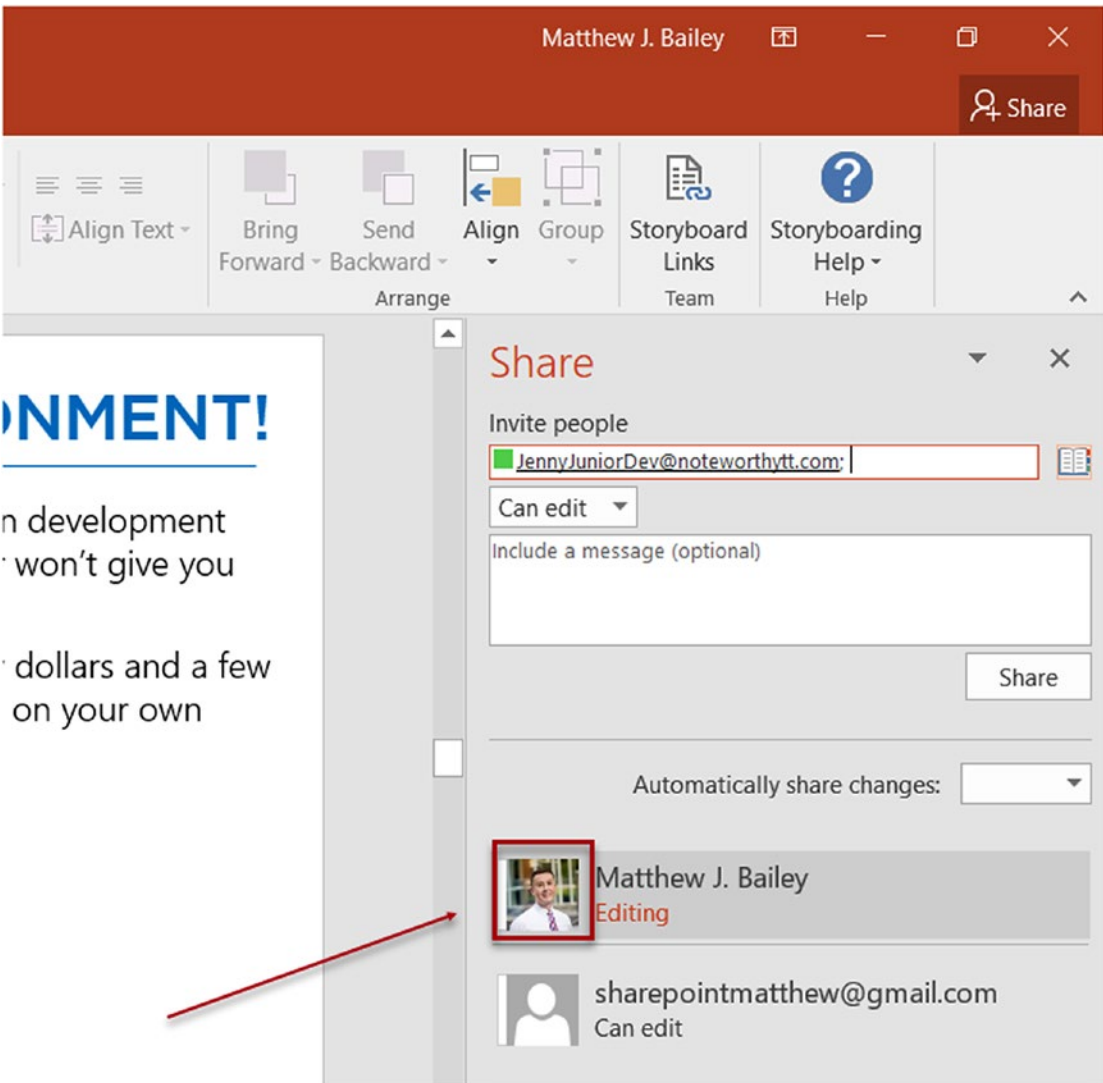 Matthew J. Bailey
Share
Align Text
Bring
Forward
Send
Backward
Align
Group
Storyboard
Links
Storyboarding
Help
Arrange
Team
Help
ONMENT!
n development
won't give you
dollars and a few
on your own
Share
Invite people
JennyJuniorDev@noteworthytt.com;
Can edit
Include a message (optional)
Share
Automatically share changes:
Matthew J. Bailey
Editing
sharepointmatthew@gmail.com
Can edit